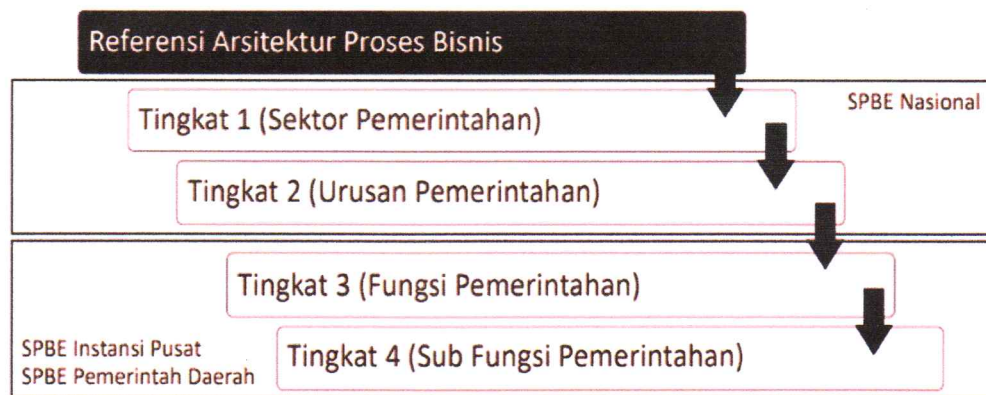 Referensi Arsitektur Proses Bisnis
SPBE Nasional
Tingkat 1 (Sektor Pemerintahan)
Tingkat 2 (Urusan Pemerintahan)
Tingkat 3 (Fungsi Pemerintahan)
Tingkat 4 (Sub Fungsi Pemerintahan)
SPBE Instansi Pusat
SPBE Pemerintah Daerah